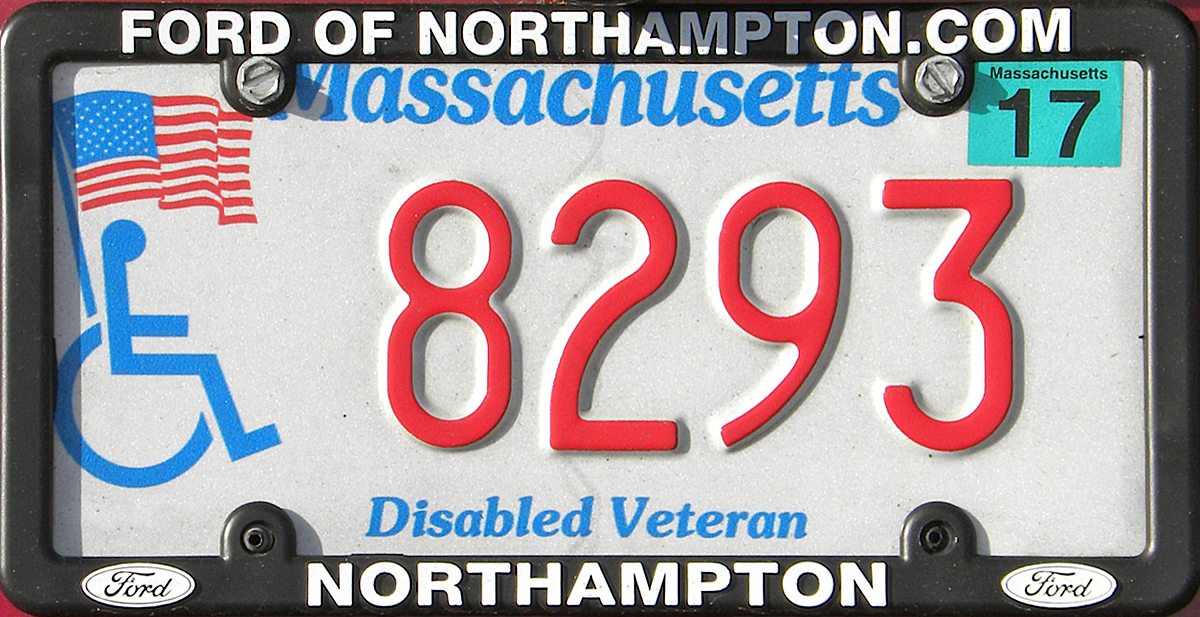 FORD OF NORTHAMPTON.COM
Massachusetts
Massachusetts
17
8293
Disabled Veteran
Ford
NORTHAMPTON
Ford